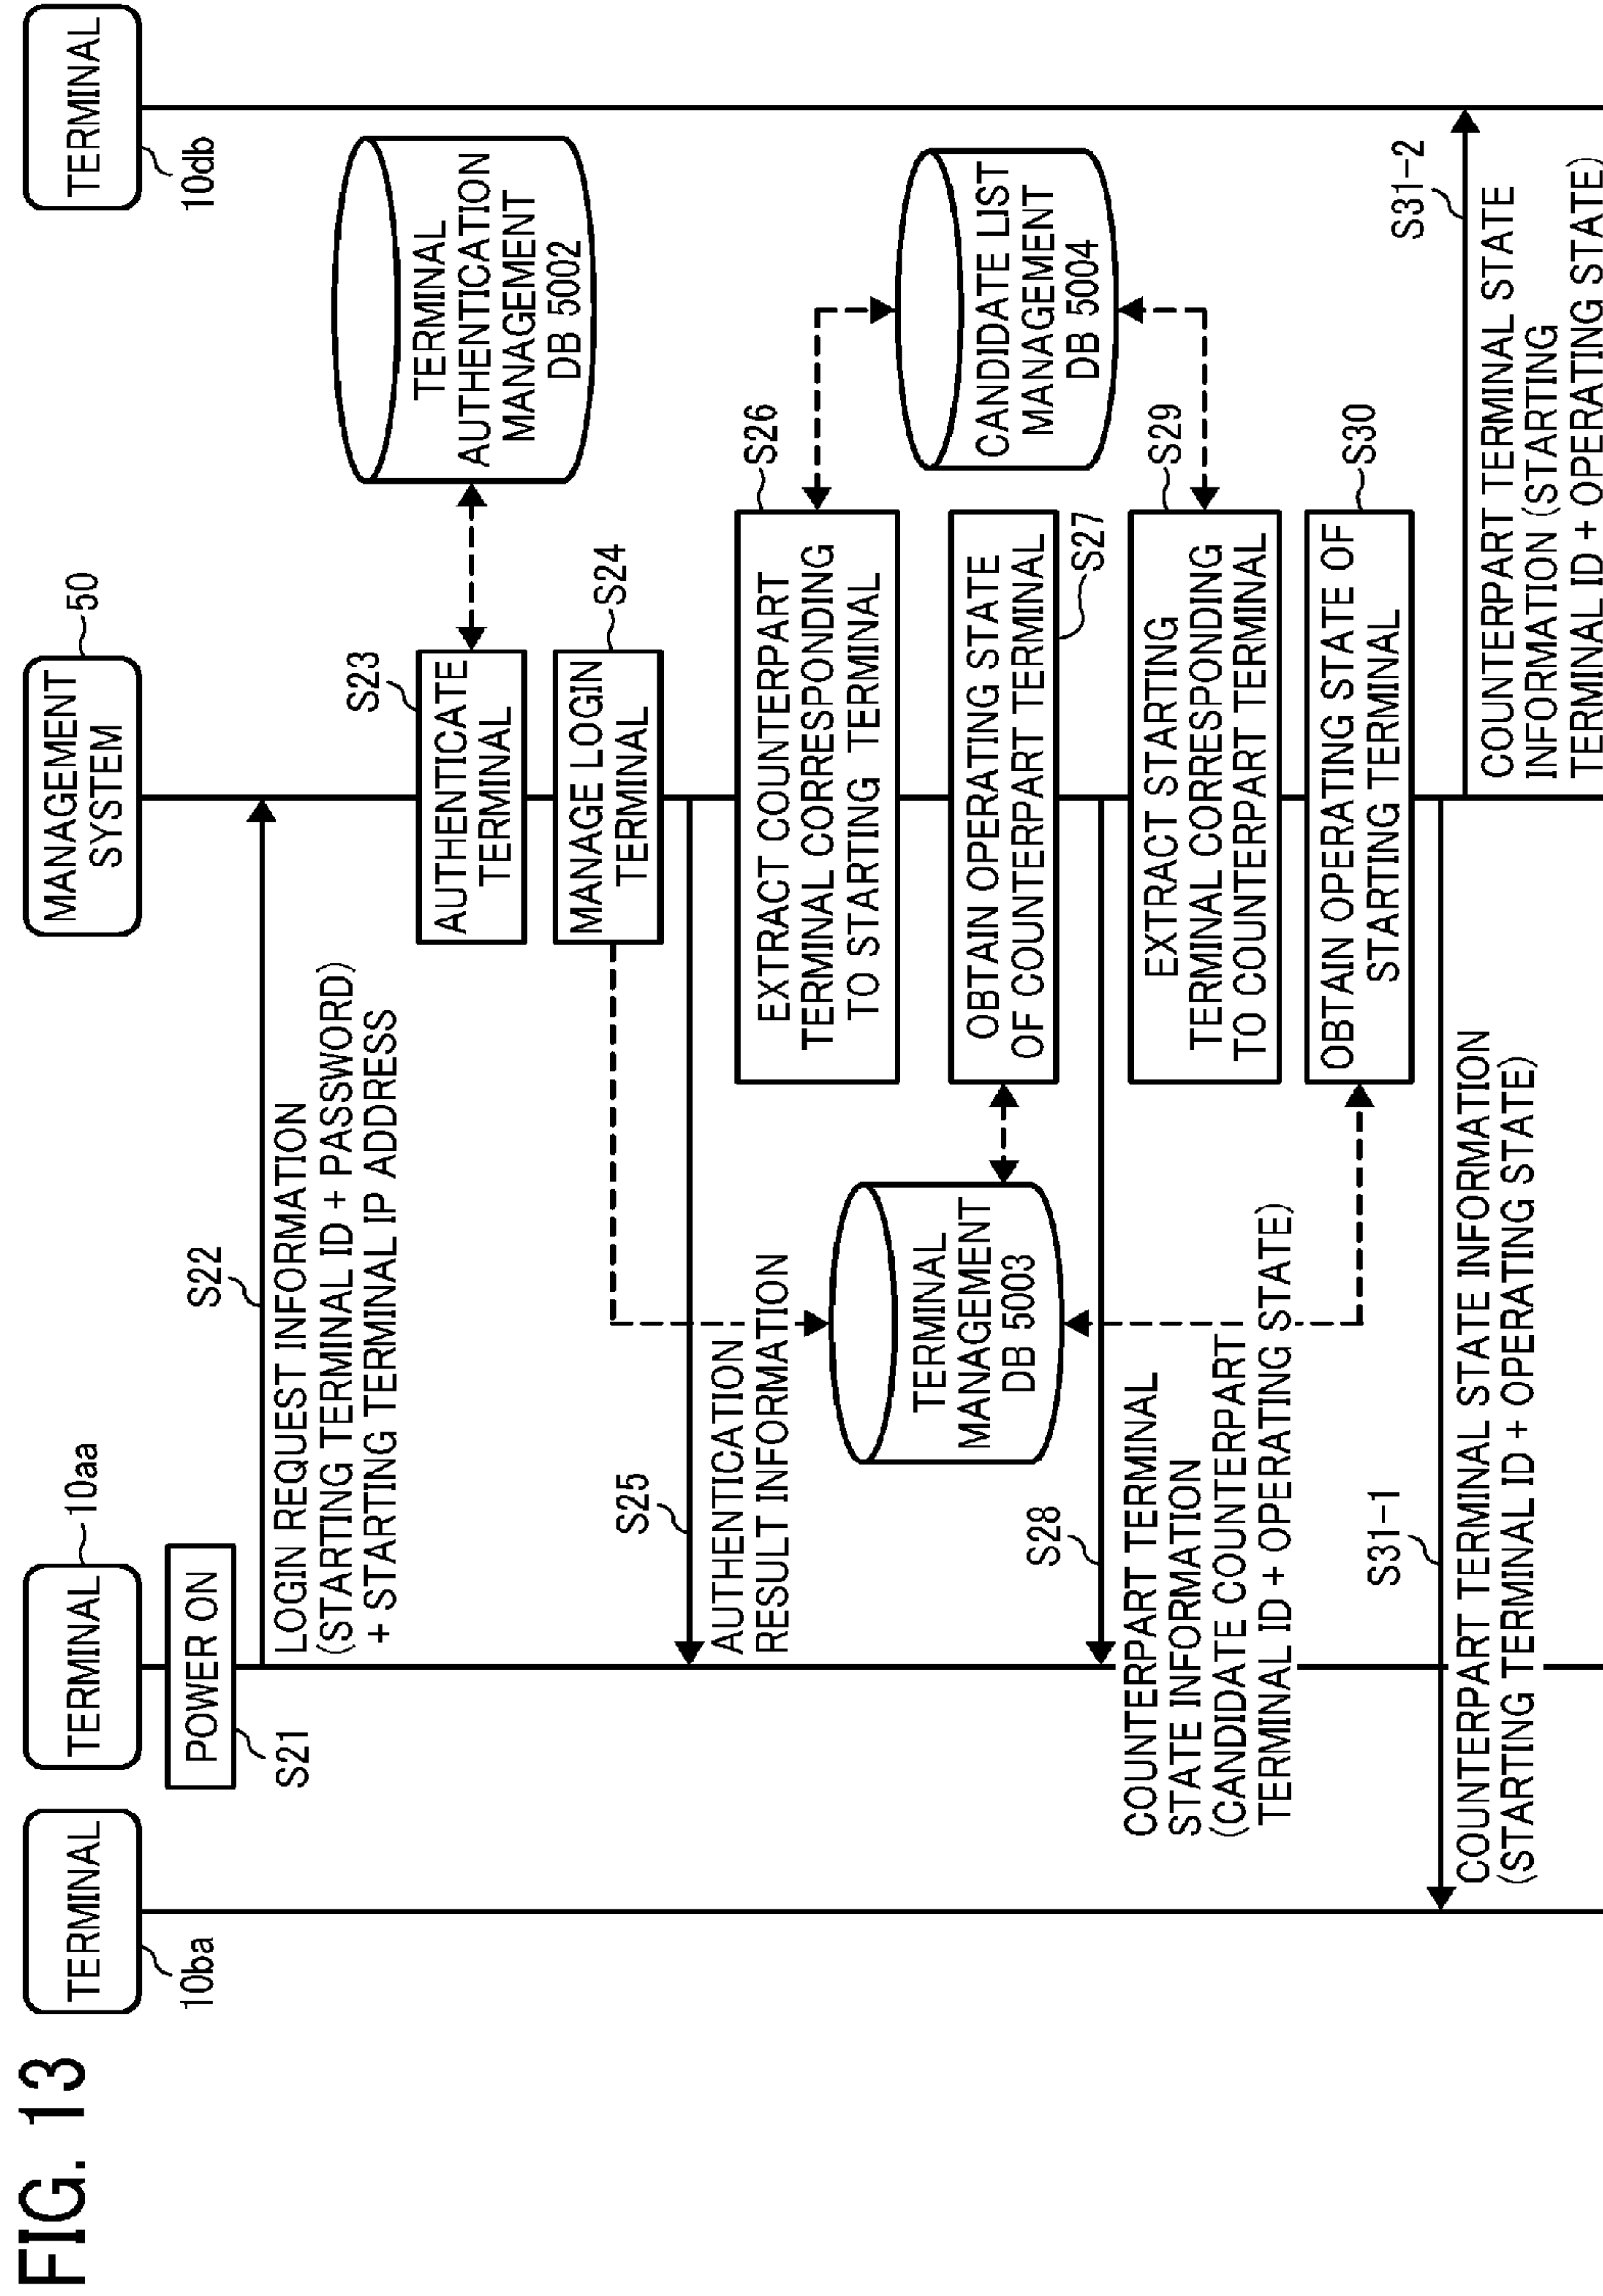 FIG. 13
TERMINAL
10ba
TERMINAL
10aa
MANAGEMENT
SYSTEM
50
TERMINAL
10db
POWER ON
S21
S22
LOGIN REQUEST INFORMATION
(STARTING TERMINAL ID + PASSWORD)
+ STARTING TERMINAL IP ADDRESS
S23
AUTHENTICATE
TERMINAL
TERMINAL
AUTHENTICATION
MANAGEMENT
DB 5002
MANAGE LOGIN
TERMINAL
S24
S25
AUTHENTICATION
RESULT INFORMATION
EXTRACT COUNTERPART
TERMINAL CORRESPONDING
TO STARTING TERMINAL
S26
TERMINAL
MANAGEMENT
DB 5003
OBTAIN OPERATING STATE
OF COUNTERPART TERMINAL
S27
CANDIDATE LIST
MANAGEMENT
DB 5004
S28
COUNTERPART TERMINAL
STATE INFORMATION
(CANDIDATE COUNTERPART
TERMINAL ID + OPERATING STATE)
EXTRACT STARTING
TERMINAL CORRESPONDING
TO COUNTERPART TERMINAL
S29
OBTAIN OPERATING STATE OF
STARTING TERMINAL
S30
S31-1
COUNTERPART TERMINAL STATE INFORMATION
(STARTING TERMINAL ID + OPERATING STATE)
S31-2
COUNTERPART TERMINAL STATE
INFORMATION (STARTING
TERMINAL ID + OPERATING STATE)